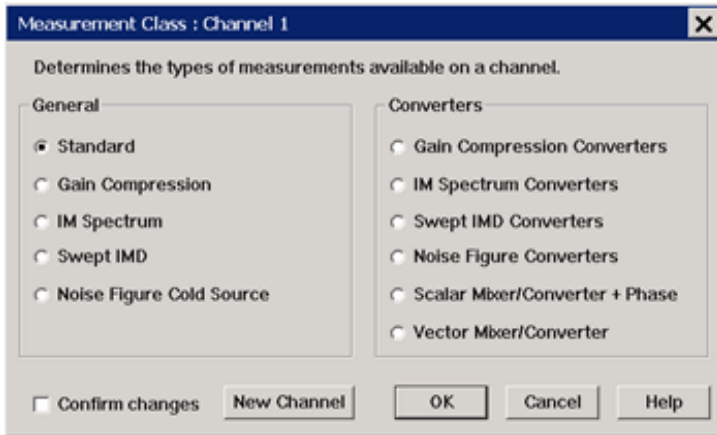 Measurement Class : Channel 1
Determines the types of measurements available on a channel.
General
Standard
Gain Compression
IM Spectrum
Swept IMD
Noise Figure Cold Source
Converters
Gain Compression Converters
IM Spectrum Converters
Swept IMD Converters
Noise Figure Converters
Scalar Mixer/Converter + Phase
Vector Mixer/Converter
Confirm changes
New Channel
OK
Cancel
Help